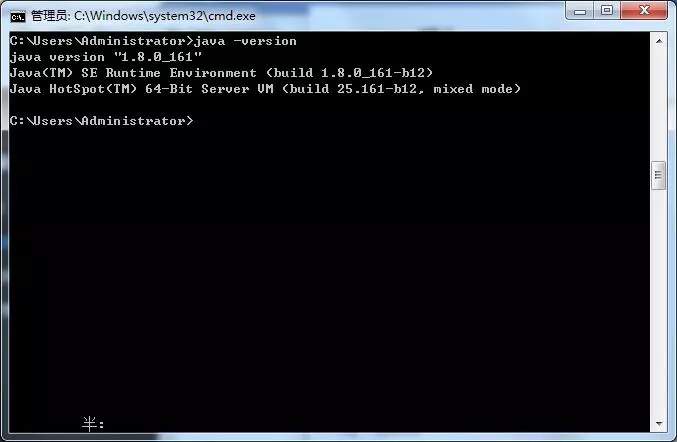 管理员: C:\Windows\system32\cmd.exe
C:\Users\Administrator>java -version
java version "1.8.0_161"
Java(TM) SE Runtime Environment (build 1.8.0_161-b12)
Java HotSpot(TM) 64-Bit Server VM (build 25.161-b12, mixed mode)
C:\Users\Administrator>
半: